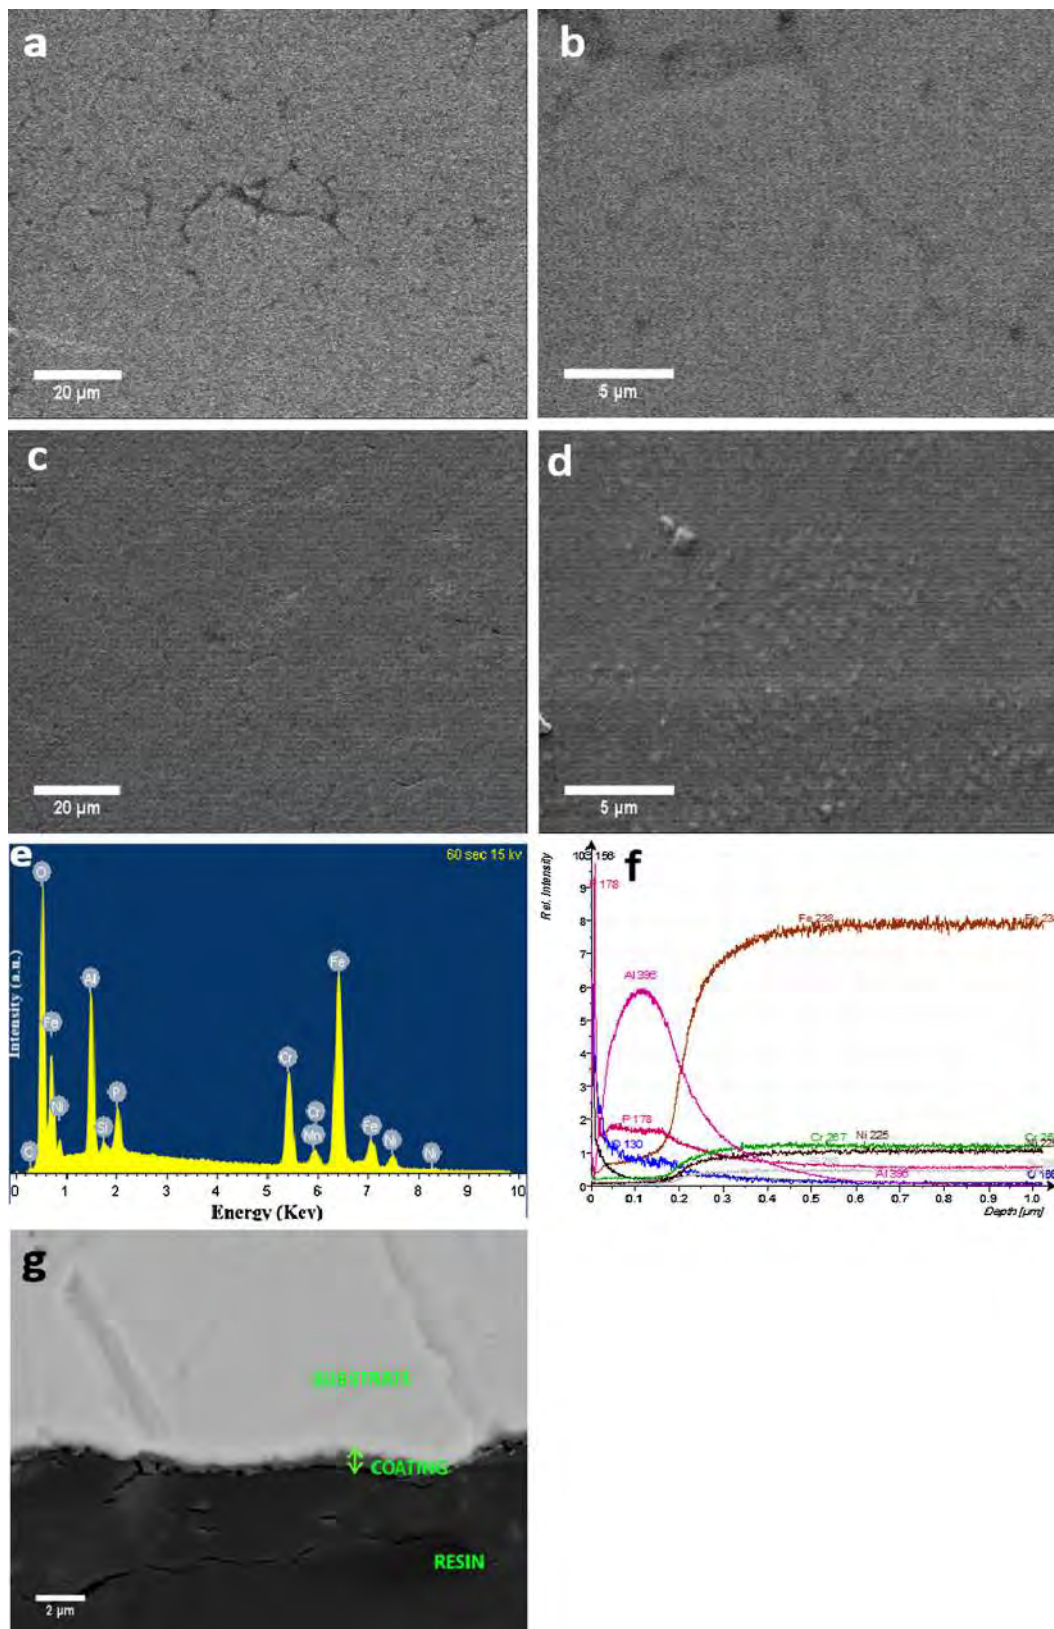 a
b
20 µm
5 µm
c
d
20 µm
5 µm
e
60 sec 15 kv
O
Fe
Al
Fe
Ni
Si
P
Cr
Cr
Mn
Fe
Ni
Ni
C
Intensity (a.u.)
0 1 2 3 4 5 6 7 8 9 10
Energy (Kev)
f
Rel. Intensity
P 178
Fe 238
Al 396
P 178
O 130
Cr 267
Ni 225
Al 396
10
9
8
7
6
5
4
3
2
1
0
0 0.1 0.2 0.3 0.4 0.5 0.6 0.7 0.8 0.9 1.0
Depth [µm]
g
SUBSTRATE
COATING
RESIN
2 µm